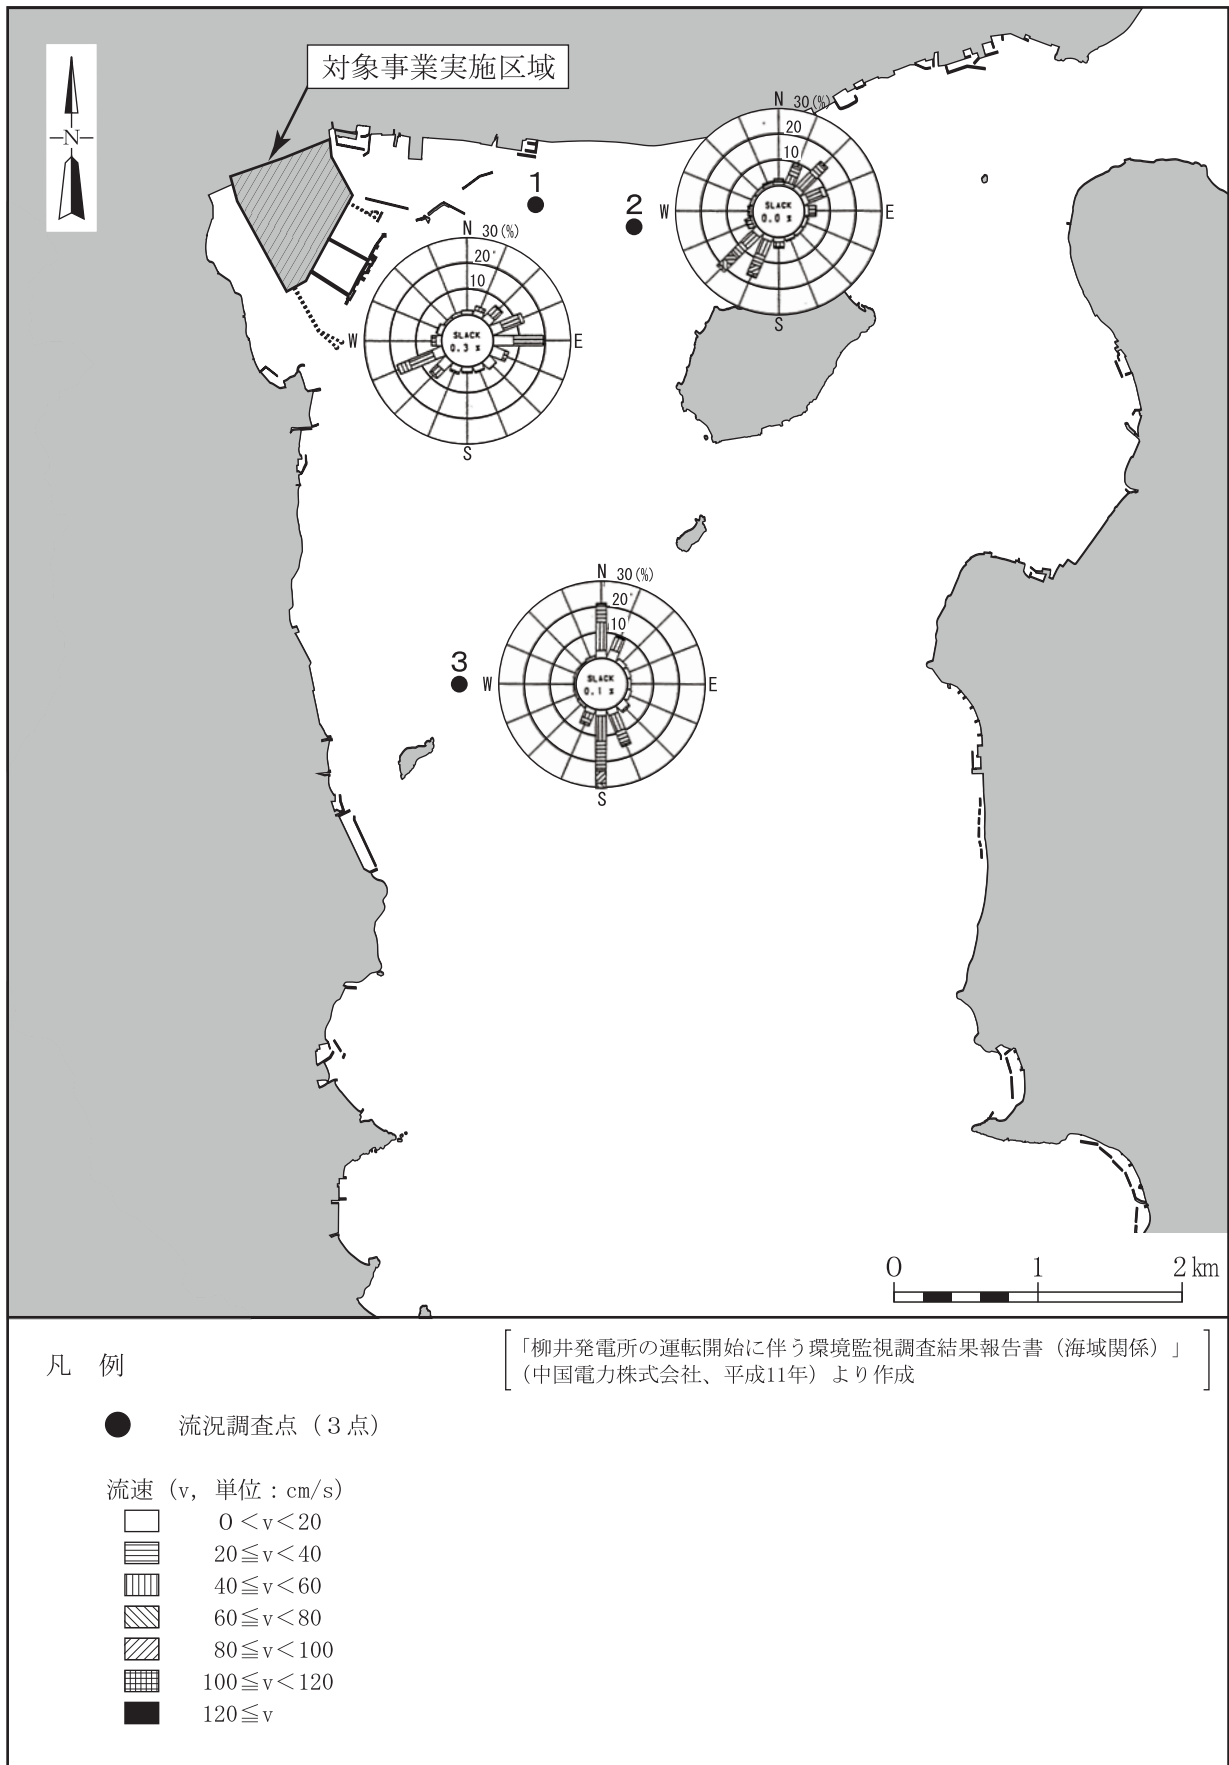 対象事業実施区域
N
N 30(%)
20
10
W
SLACK
0.0 %
E
S
1
2
N 30(%)
20
10
W
SLACK
0.3 %
E
S
N 30(%)
20
10
3
W
SLACK
0.1 %
E
S
0 1 2km
「柳井発電所の運転開始に伴う環境監視調査結果報告書（海域関係）」
（中国電力株式会社、平成11年）より作成
凡 例
流況調査点（３点）
流速（v, 単位：cm/s）
0＜v＜20
20≦v＜40
40≦v＜60
60≦v＜80
80≦v＜100
100≦v＜120
120≦v